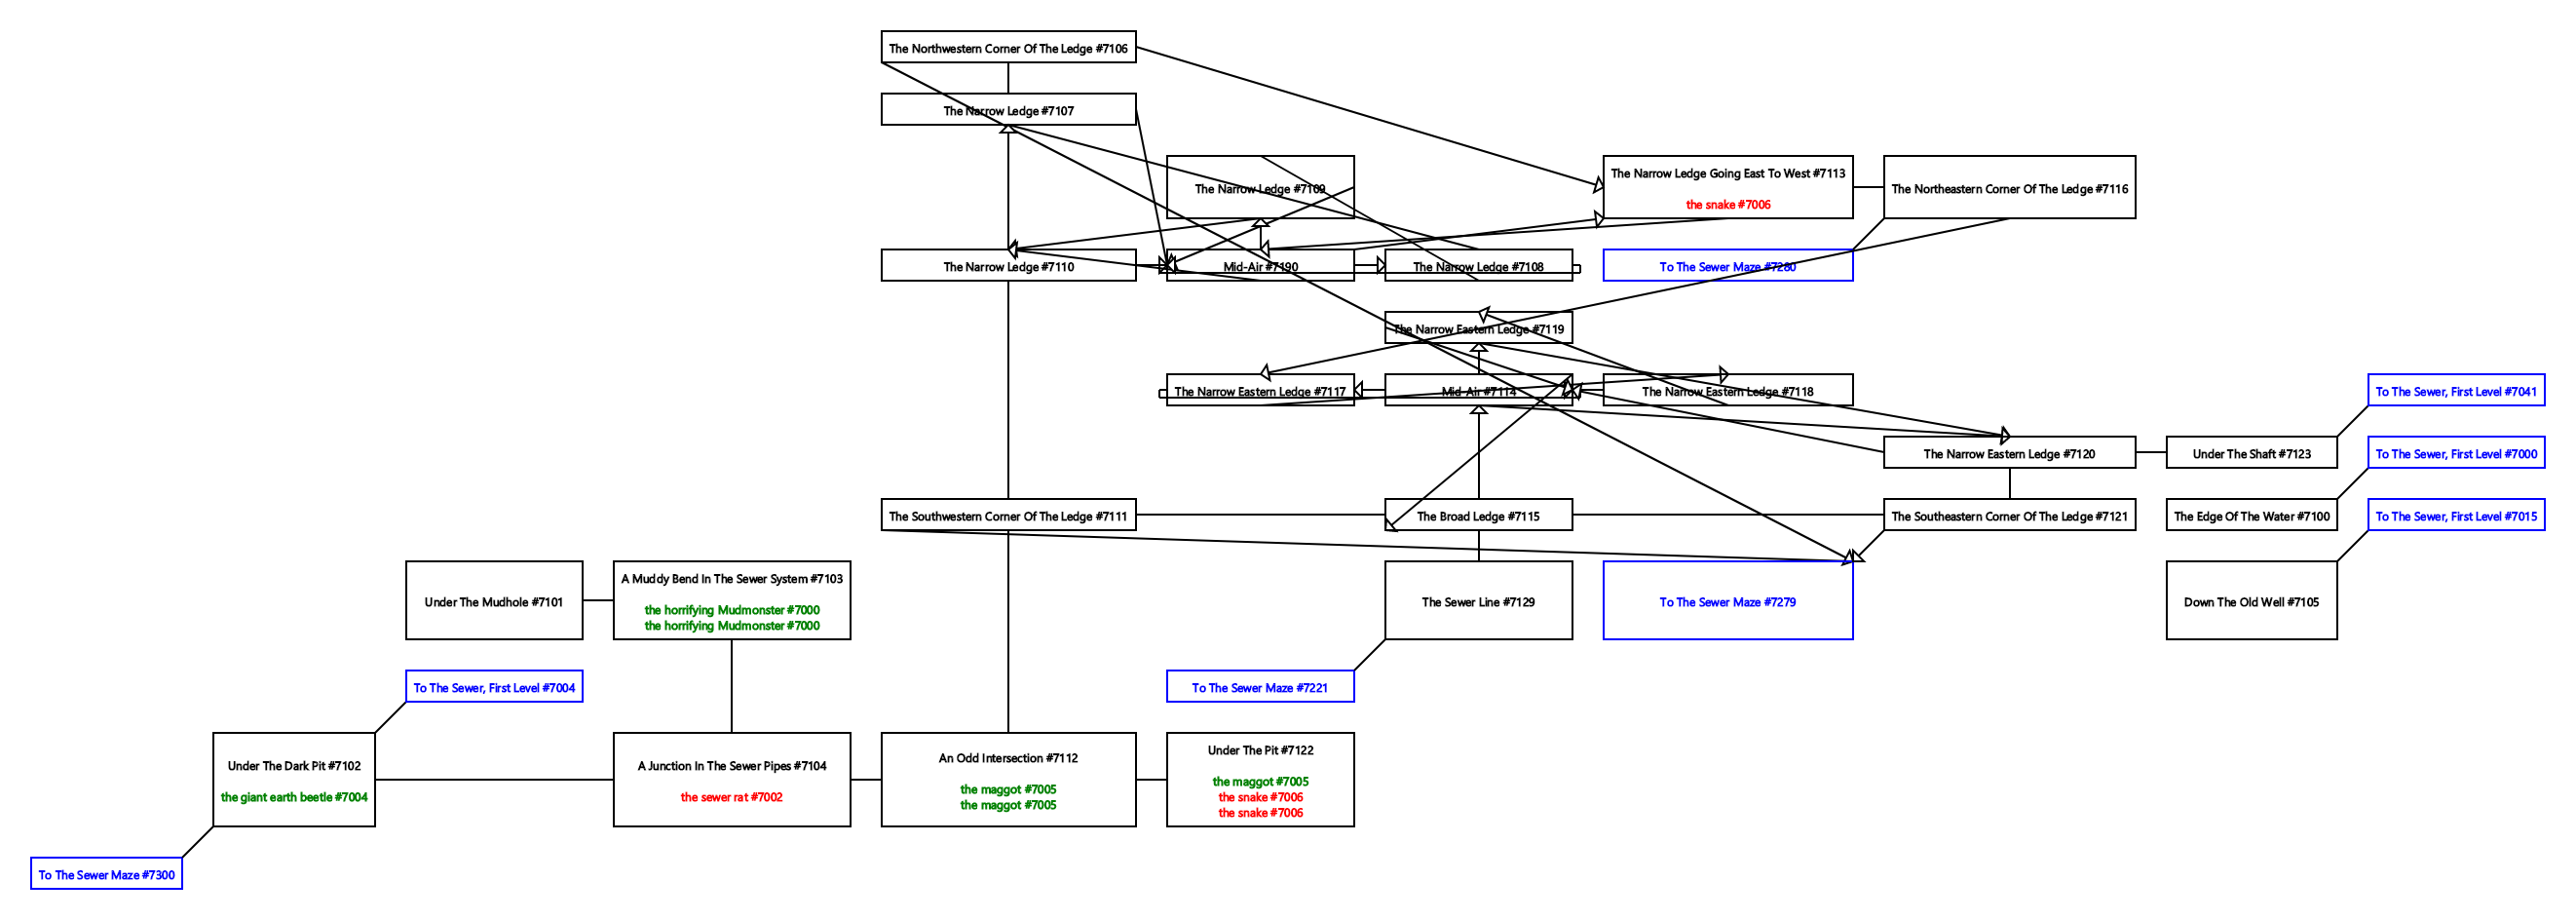 The Northwestern Corner Of The Ledge #7106
The Narrow Ledge #7107
The Narrow Ledge #7109
The Narrow Ledge Going East To West #7113
the snake #7006
The Northeastern Corner Of The Ledge #7116
The Narrow Ledge #7110
Mid-Air #7190
The Narrow Ledge #7108
To The Sewer Maze #7280
The Narrow Eastern Ledge #7119
The Narrow Eastern Ledge #7117
Mid-Air #7114
The Narrow Eastern Ledge #7118
To The Sewer, First Level #7041
The Narrow Eastern Ledge #7120
Under The Shaft #7123
To The Sewer, First Level #7000
The Southwestern Corner Of The Ledge #7111
The Broad Ledge #7115
The Southeastern Corner Of The Ledge #7121
The Edge Of The Water #7100
To The Sewer, First Level #7015
Under The Mudhole #7101
A Muddy Bend In The Sewer System #7103
the horrifying Mudmonster #7000
the horrifying Mudmonster #7000
The Sewer Line #7129
To The Sewer Maze #7279
Down The Old Well #7105
To The Sewer, First Level #7004
To The Sewer Maze #7221
Under The Dark Pit #7102
the giant earth beetle #7004
A Junction In The Sewer Pipes #7104
the sewer rat #7002
An Odd Intersection #7112
the maggot #7005
the maggot #7005
Under The Pit #7122
the maggot #7005
the snake #7006
the snake #7006
To The Sewer Maze #7300